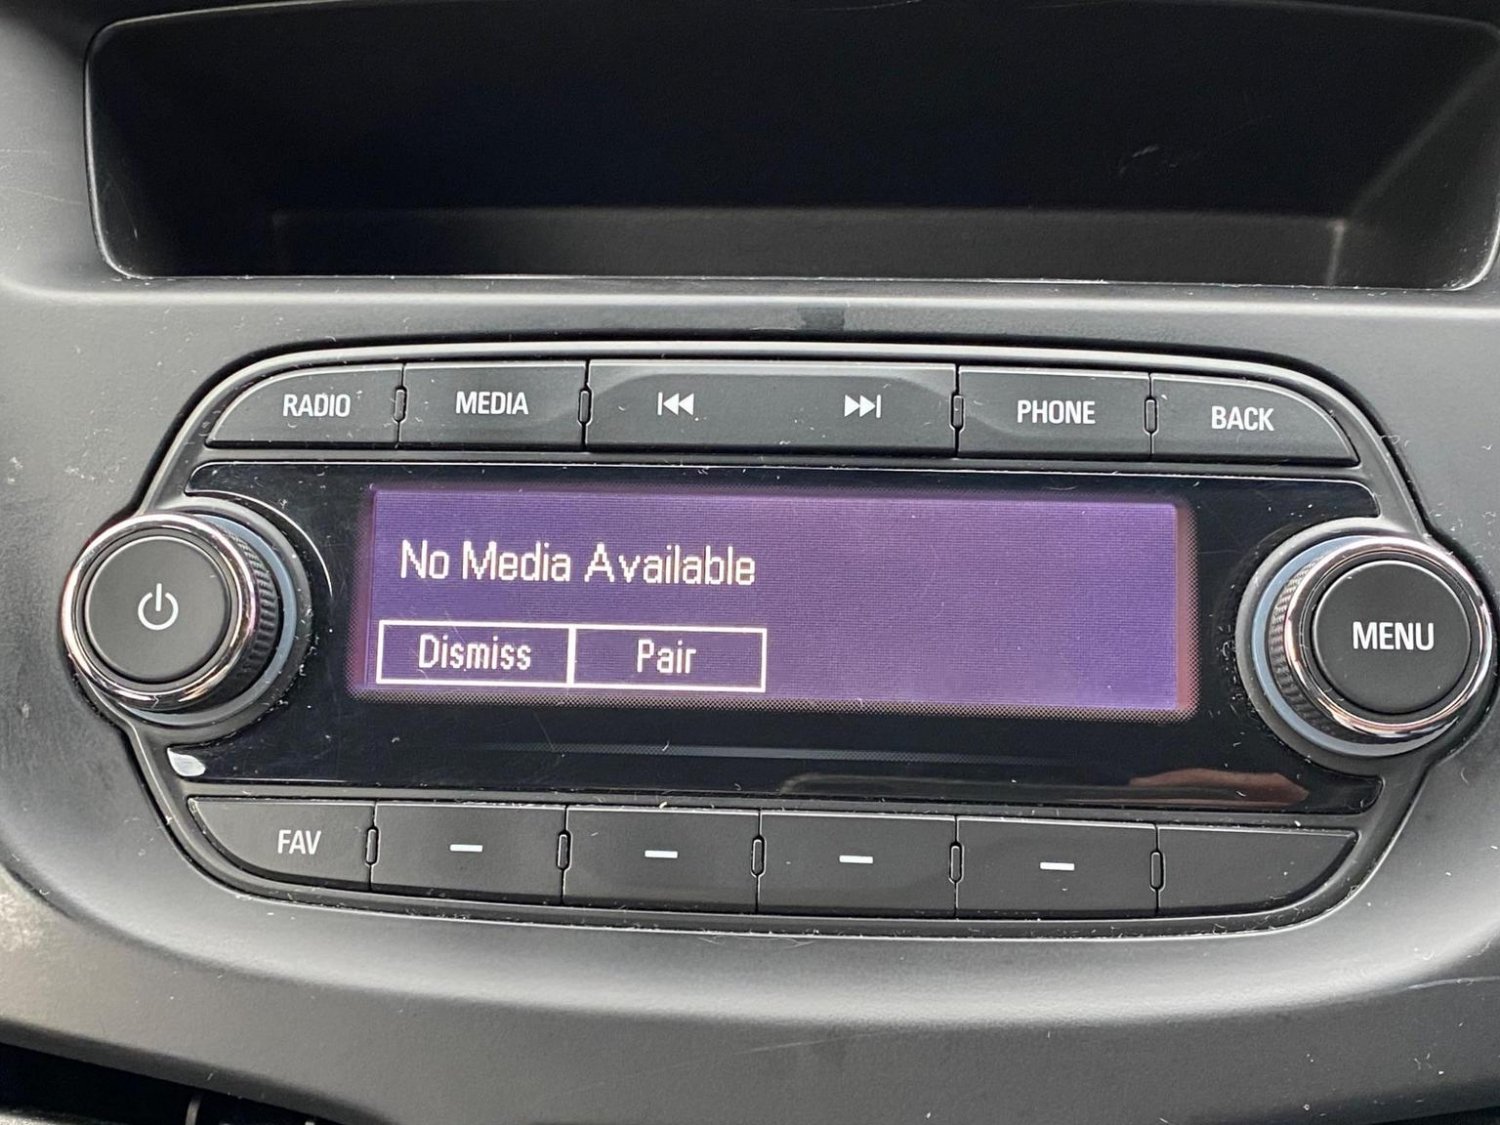 RADIO MEDIA PHONE BACK
No Media Available
Dismiss Pair
MENU
FAV